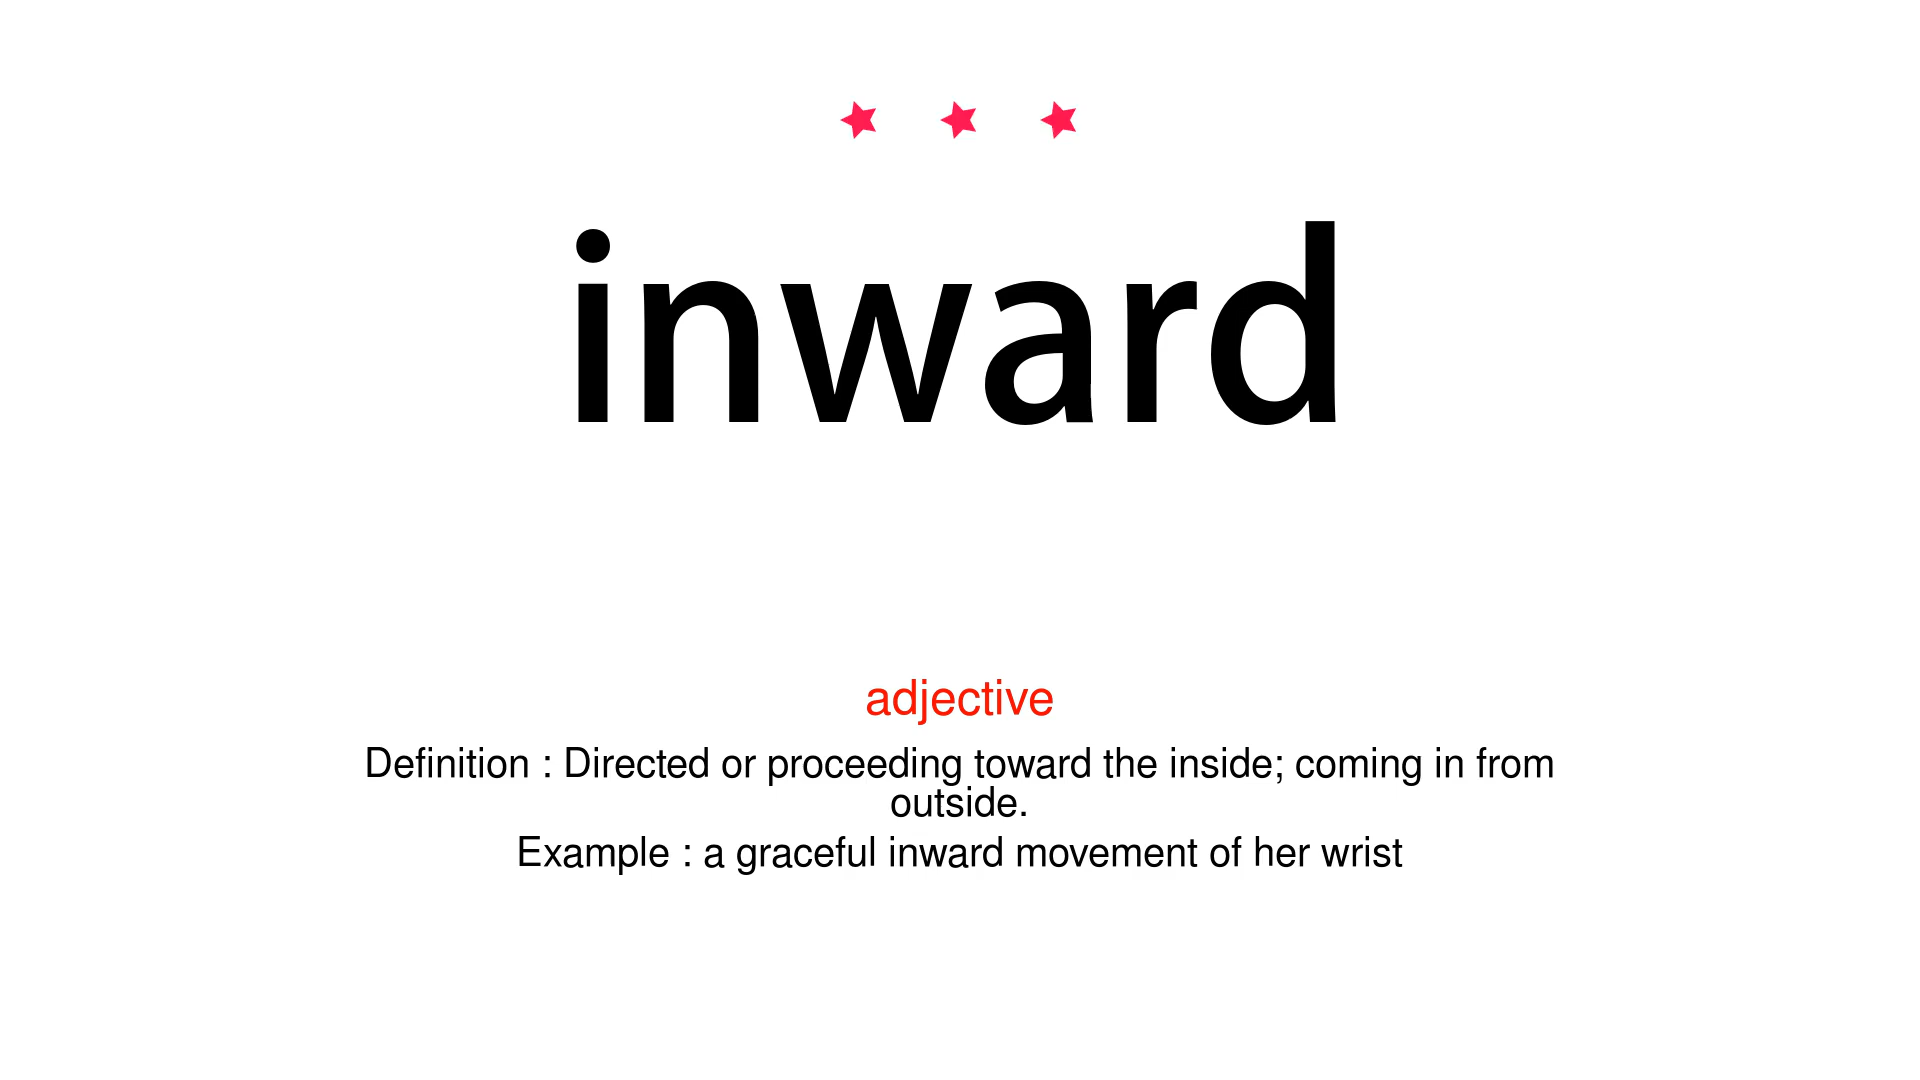 inward
adjective
Definition : Directed or proceeding toward the inside; coming in from
outside.
Example : a graceful inward movement of her wrist